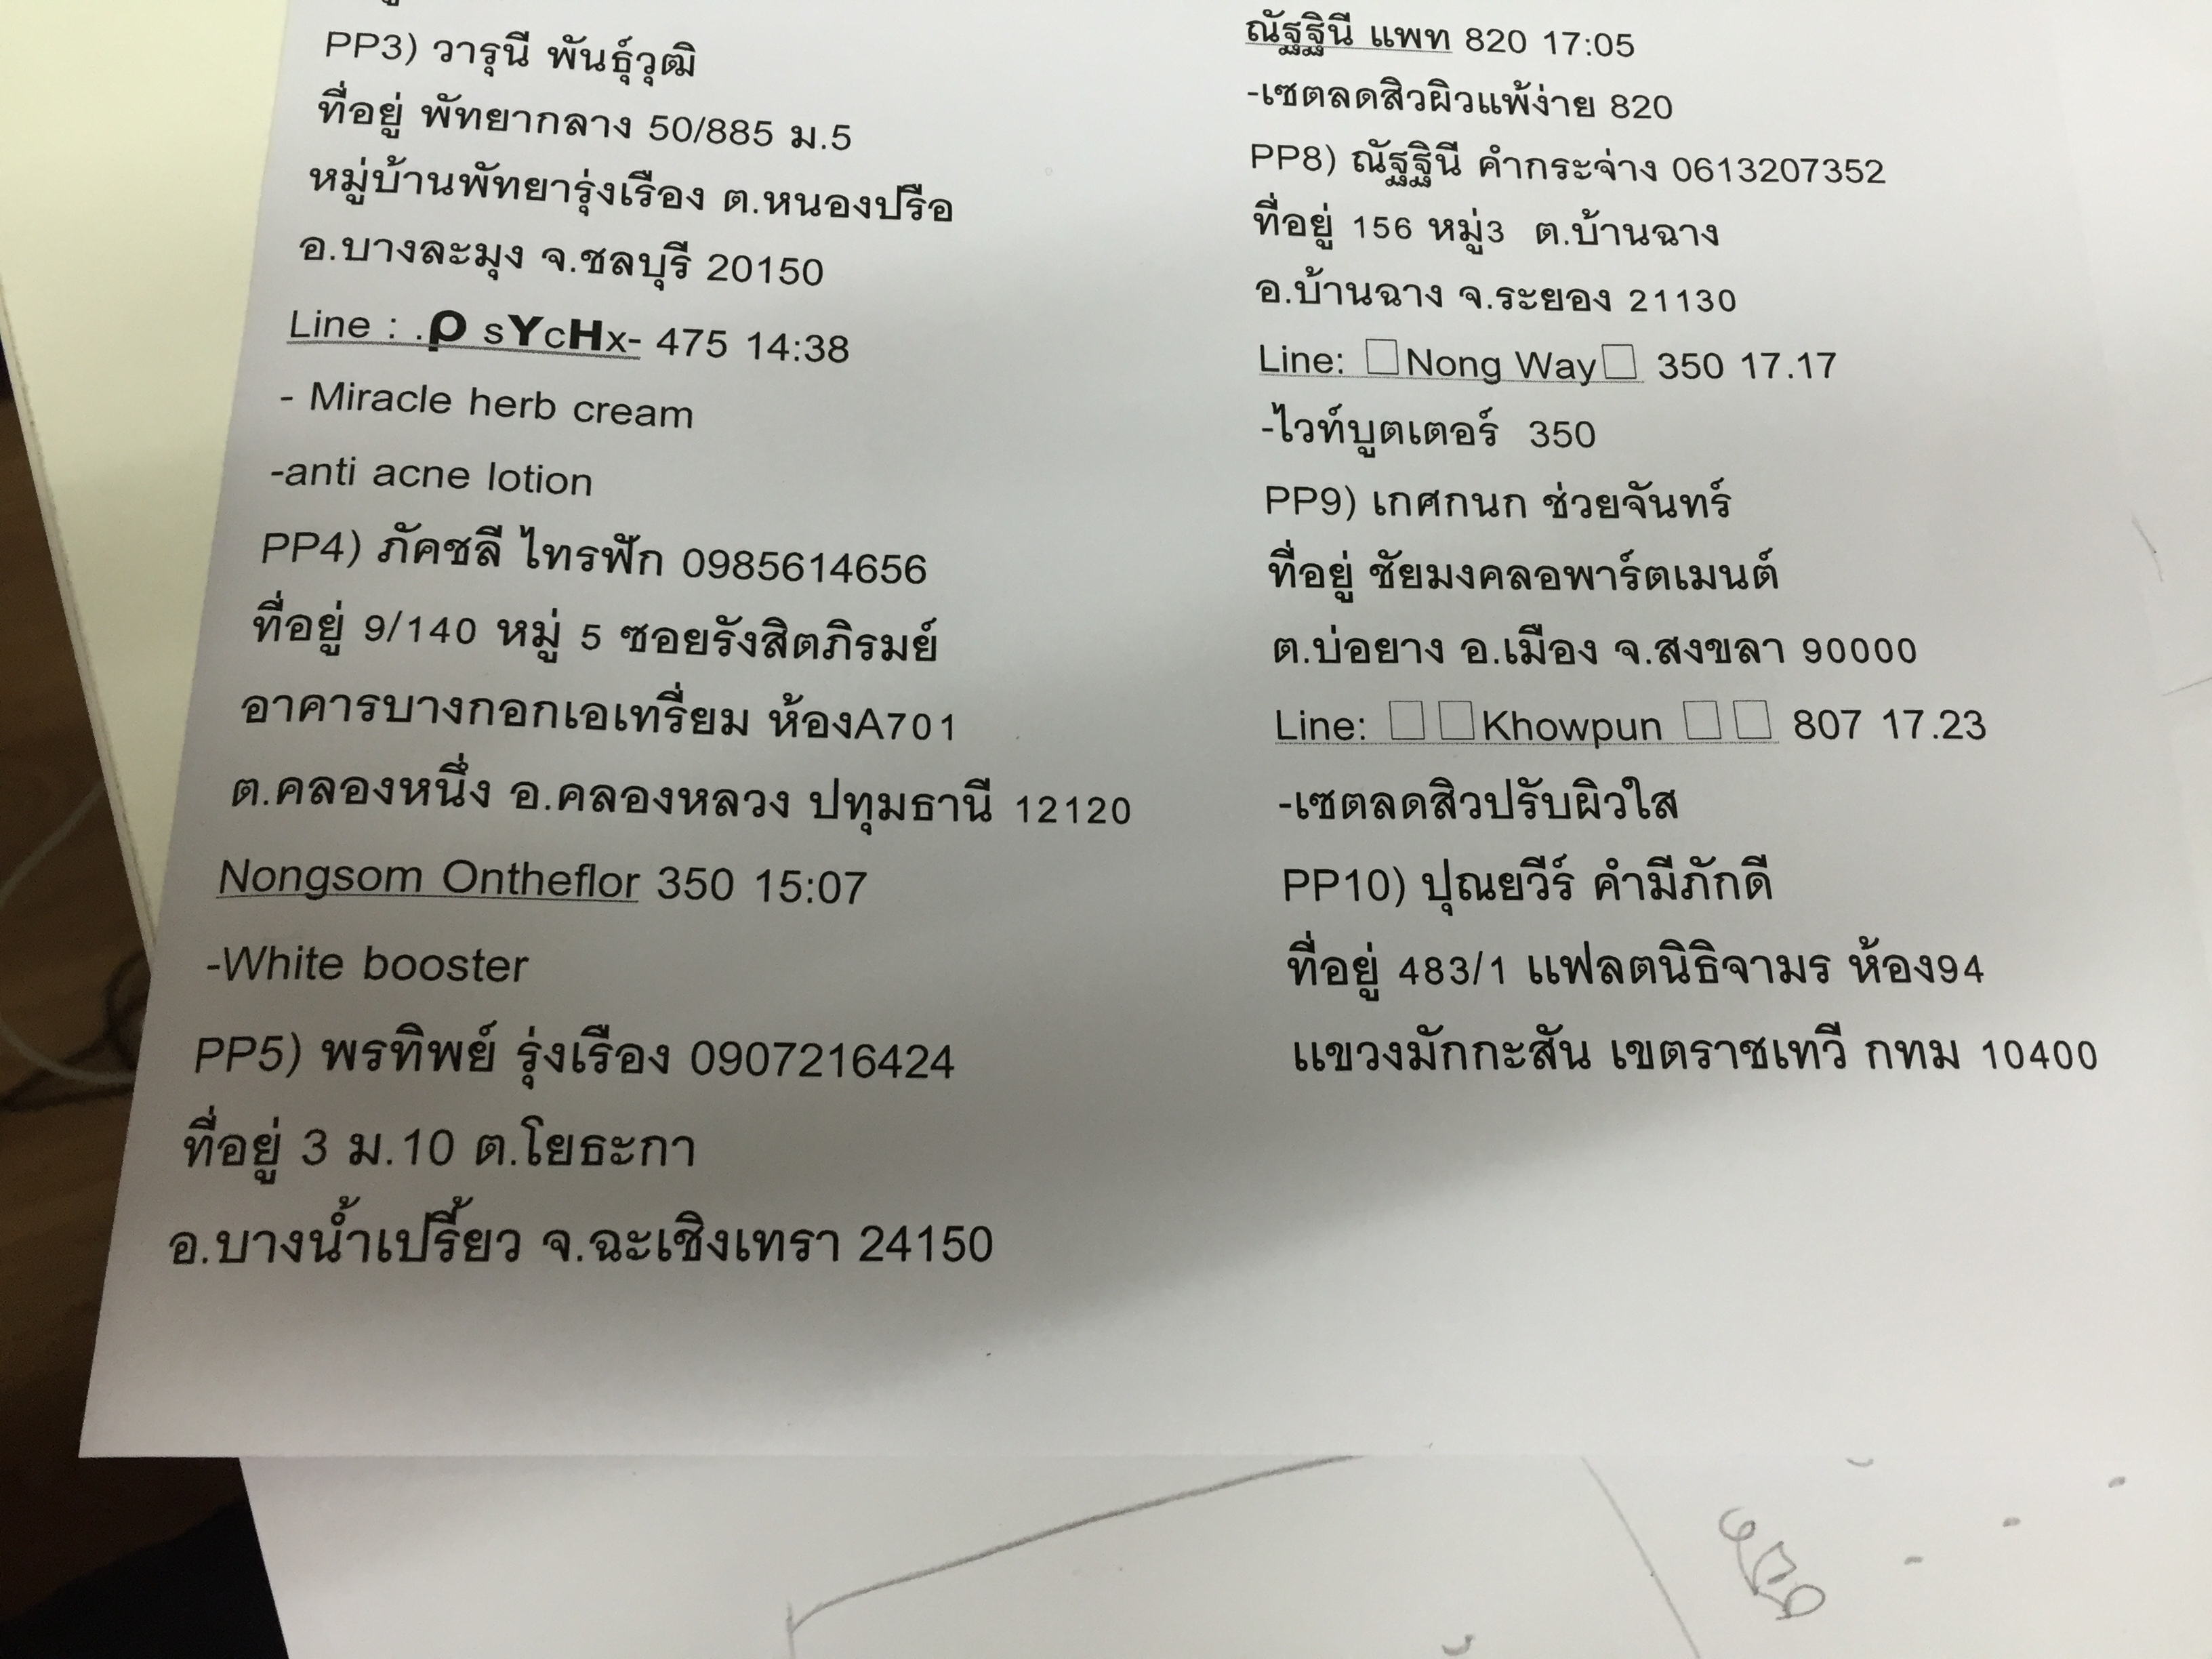 PP3) วารุนี พันธุ์วุฒิ
ที่อยู่ พัทยากลาง 50/885 ม.5
หมู่บ้านพัทยารุ่งเรือง ต.หนองปรือ
อ.บางละมุง จ.ชลบุรี 20150
Line : .ρ sYcHx- 475 14:38
- Miracle herb cream
-anti acne lotion
PP4) ภัคชลี ไทรฟัก 0985614656
ที่อยู่ 9/140 หมู่ 5 ซอยรังสิตภิรมย์
อาคารบางกอกเอเทรี่ยม ห้องA701
ต.คลองหนึ่ง อ.คลองหลวง ปทุมธานี 12120
Nongsom Ontheflor 350 15:07
-White booster
PP5) พรทิพย์ รุ่งเรือง 0907216424
ที่อยู่ 3 ม.10 ต.โยธะกา
อ.บางน้ำเปรี้ยว จ.ฉะเชิงเทรา 24150
ณัฐฐินี แพท 820 17:05
-เซตลดสิวผิวแพ้ง่าย 820
PP8) ณัฐฐินี คำกระจ่าง 0613207352
ที่อยู่ 156 หมู่3 ต.บ้านฉาง
อ.บ้านฉาง จ.ระยอง 21130
Line: □Nong Way□ 350 17.17
-ไวท์บูตเตอร์ 350
PP9) เกศกนก ช่วยจันทร์
ที่อยู่ ชัยมงคลอพาร์ตเมนต์
ต.บ่อยาง อ.เมือง จ.สงขลา 90000
Line: □ □Khowpun □ □ 807 17.23
-เซตลดสิวปรับผิวใส
PP10) ปุณยวีร์ คำมีภักดี
ที่อยู่ 483/1 แฟลตนิธิจามร ห้อง94
แขวงมักกะสัน เขตราชเทวี กทม 10400